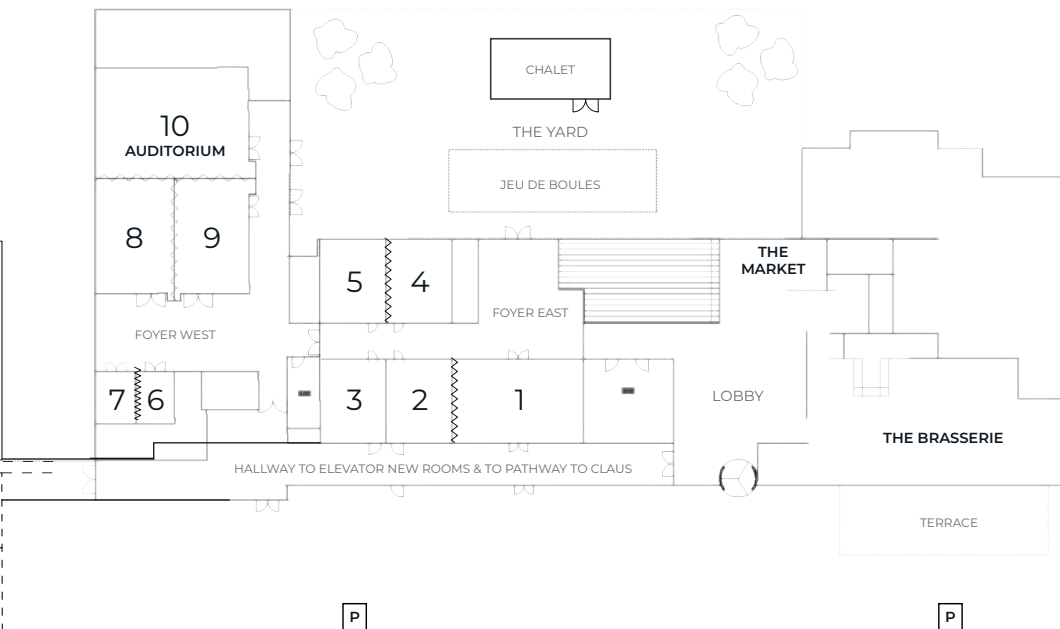 CHALET
THE YARD
10
AUDITORIUM
JEU DE BOULES
8
9
THE
MARKET
5
4
FOYER EAST
FOYER WEST
7
6
3
2
1
LOBBY
THE BRASSERIE
HALLWAY TO ELEVATOR NEW ROOMS & TO PATHWAY TO CLAUS
TERRACE
P
P